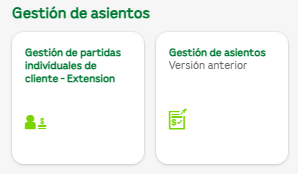 Gestión de asientos
Gestión de partidas
individuales de
cliente - Extension
Gestión de asientos
Versión anterior
$
$